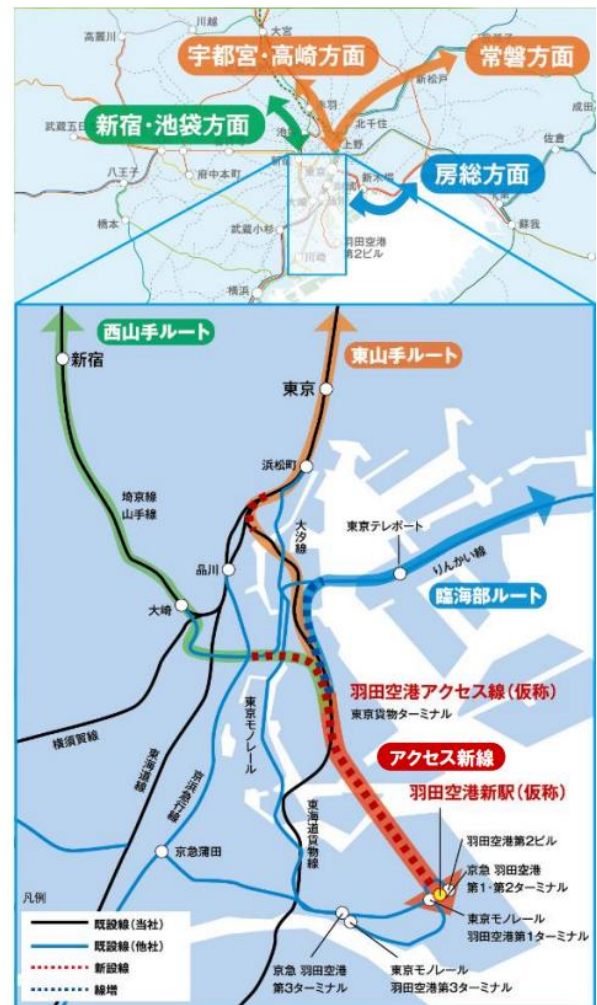 川越
大宮
高麗川
宇都宮・高崎方面
常磐方面
新松戸
赤羽
新宿・池袋方面
北千住
成田
武蔵五日
上野
佐倉
東京
新木場
房総方面
八王子
府中本町
大崎
品川
橋本
武蔵小杉
蘇我
川崎
羽田空港
第2ビル
横浜
西山手ルート
東山手ルート
新宿
東京
浜松町
埼京線
山手線
大汐線
東京テレポート
りんかい線
品川
臨海部ルート
大崎
羽田空港アクセス線(仮称)
東京貨物ターミナル
東京モノレール
横須賀線
東海道線
京浜急行線
アクセス新線
羽田空港新駅(仮称)
東海道貨物線
羽田空港第2ビル
京急蒲田
京急 羽田空港
第1・第2ターミナル
東京モノレール
羽田空港第1ターミナル
凡例
既設線(当社)
既設線(他社)
新設線
線増
京急 羽田空港
第3ターミナル
東京モノレール
羽田空港第3ターミナル